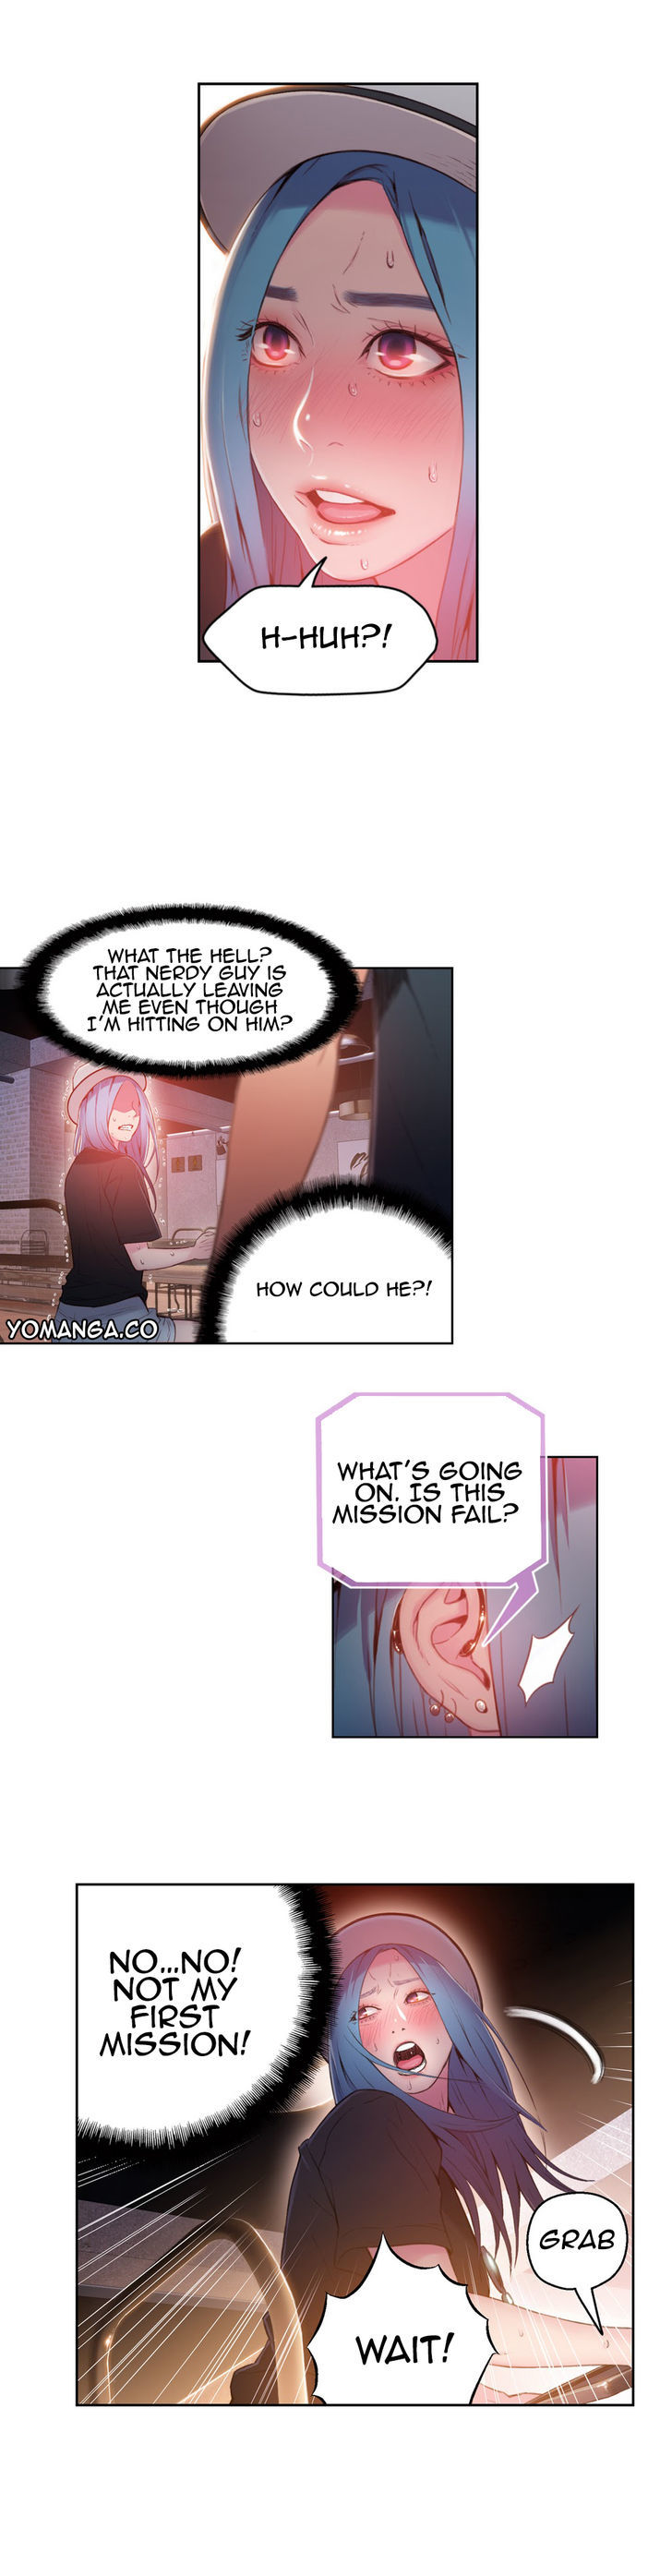 H-HUH?!
WHAT THE HELL?
THAT NERDY GUY IS
ACTUALLY LEAVING
ME EVEN THOUGH
I'M HITTING ON HIM?
HOW COULD HE?!
YOMANGA.CO
WHAT'S GOING
ON. IS THIS
MISSION FAIL?
NO...NO!
NOT MY
FIRST
MISSION!
GRAB
WAIT!